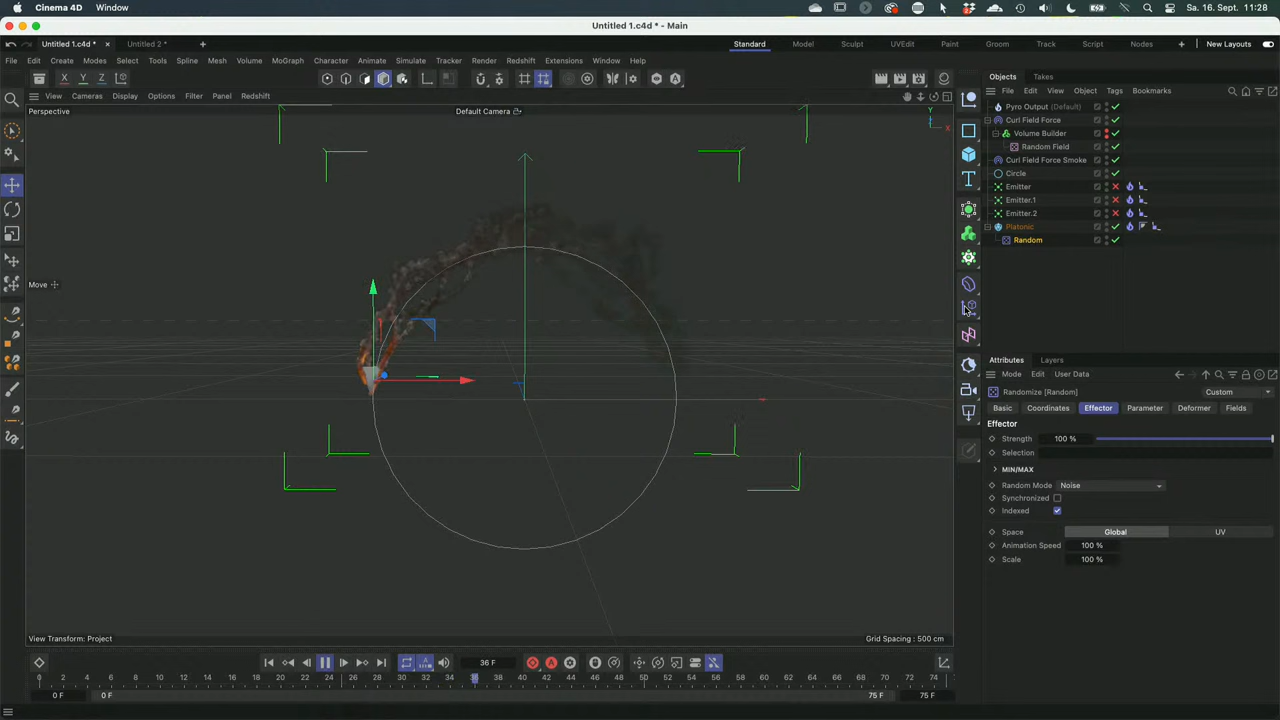 Cinema 4D Window Sa. 16. Sept. 11:28
Untitled 1.c4d * - Main
Untitled 1.c4d * Untitled 2 * Standard Model Sculpt UVEdit Paint Groom Track Script Nodes New Layouts
File Edit Create Modes Select Tools Spline Mesh Volume MoGraph Character Animate Simulate Tracker Render Redshift Extensions Window Help
Objects Takes
X Y Z
File Edit View Object Tags Bookmarks
View Cameras Display Options Filter Panel Redshift
Perspective Default Camera
Y
X
Pyro Output (Default)
Curl Field Force
Volume Builder
Random Field
Curl Field Force Smoke
Circle
Emitter
Emitter.1
Emitter.2
Platonic
Random
Move
Attributes Layers
Mode Edit User Data
Randomize [Random] Custom
Basic Coordinates Effector Parameter Deformer Fields
Effector
Strength 100 %
Selection
MIN/MAX
Random Mode Noise
Synchronized
Indexed
Space Global UV
Animation Speed 100 %
Scale 100 %
View Transform: Project Grid Spacing : 500 cm
36 F
0 2 4 6 8 10 12 14 16 18 20 22 24 26 28 30 32 34 36 38 40 42 44 46 48 50 52 54 56 58 60 62 64 66 68 70 72 74
0 F 0 F 75 F 75 F